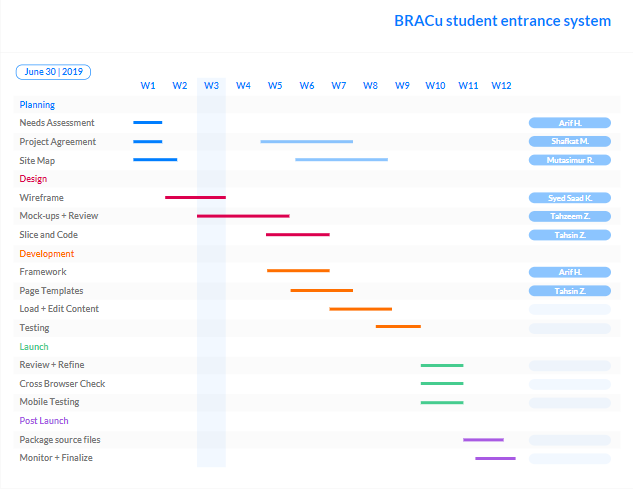 BRACu student entrance system
June 30 | 2019
W1 W2 W3 W4 W5 W6 W7 W8 W9 W10 W11 W12
Planning
Needs Assessment Arif H.
Project Agreement Shafkat M.
Site Map Mutasimur R.
Design
Wireframe Syed Saad K.
Mock-ups + Review Tahzeem Z.
Slice and Code Tahsin Z.
Development
Framework Arif H.
Page Templates Tahsin Z.
Load + Edit Content
Testing
Launch
Review + Refine
Cross Browser Check
Mobile Testing
Post Launch
Package source files
Monitor + Finalize